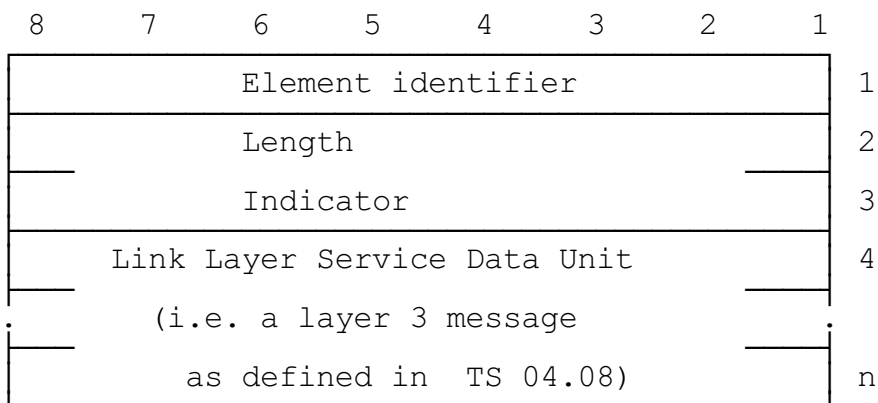 8 7 6 5 4 3 2 1
Element identifier 1
Length 2
Indicator 3
Link Layer Service Data Unit 4
. (i.e. a layer 3 message .
as defined in TS 04.08) n